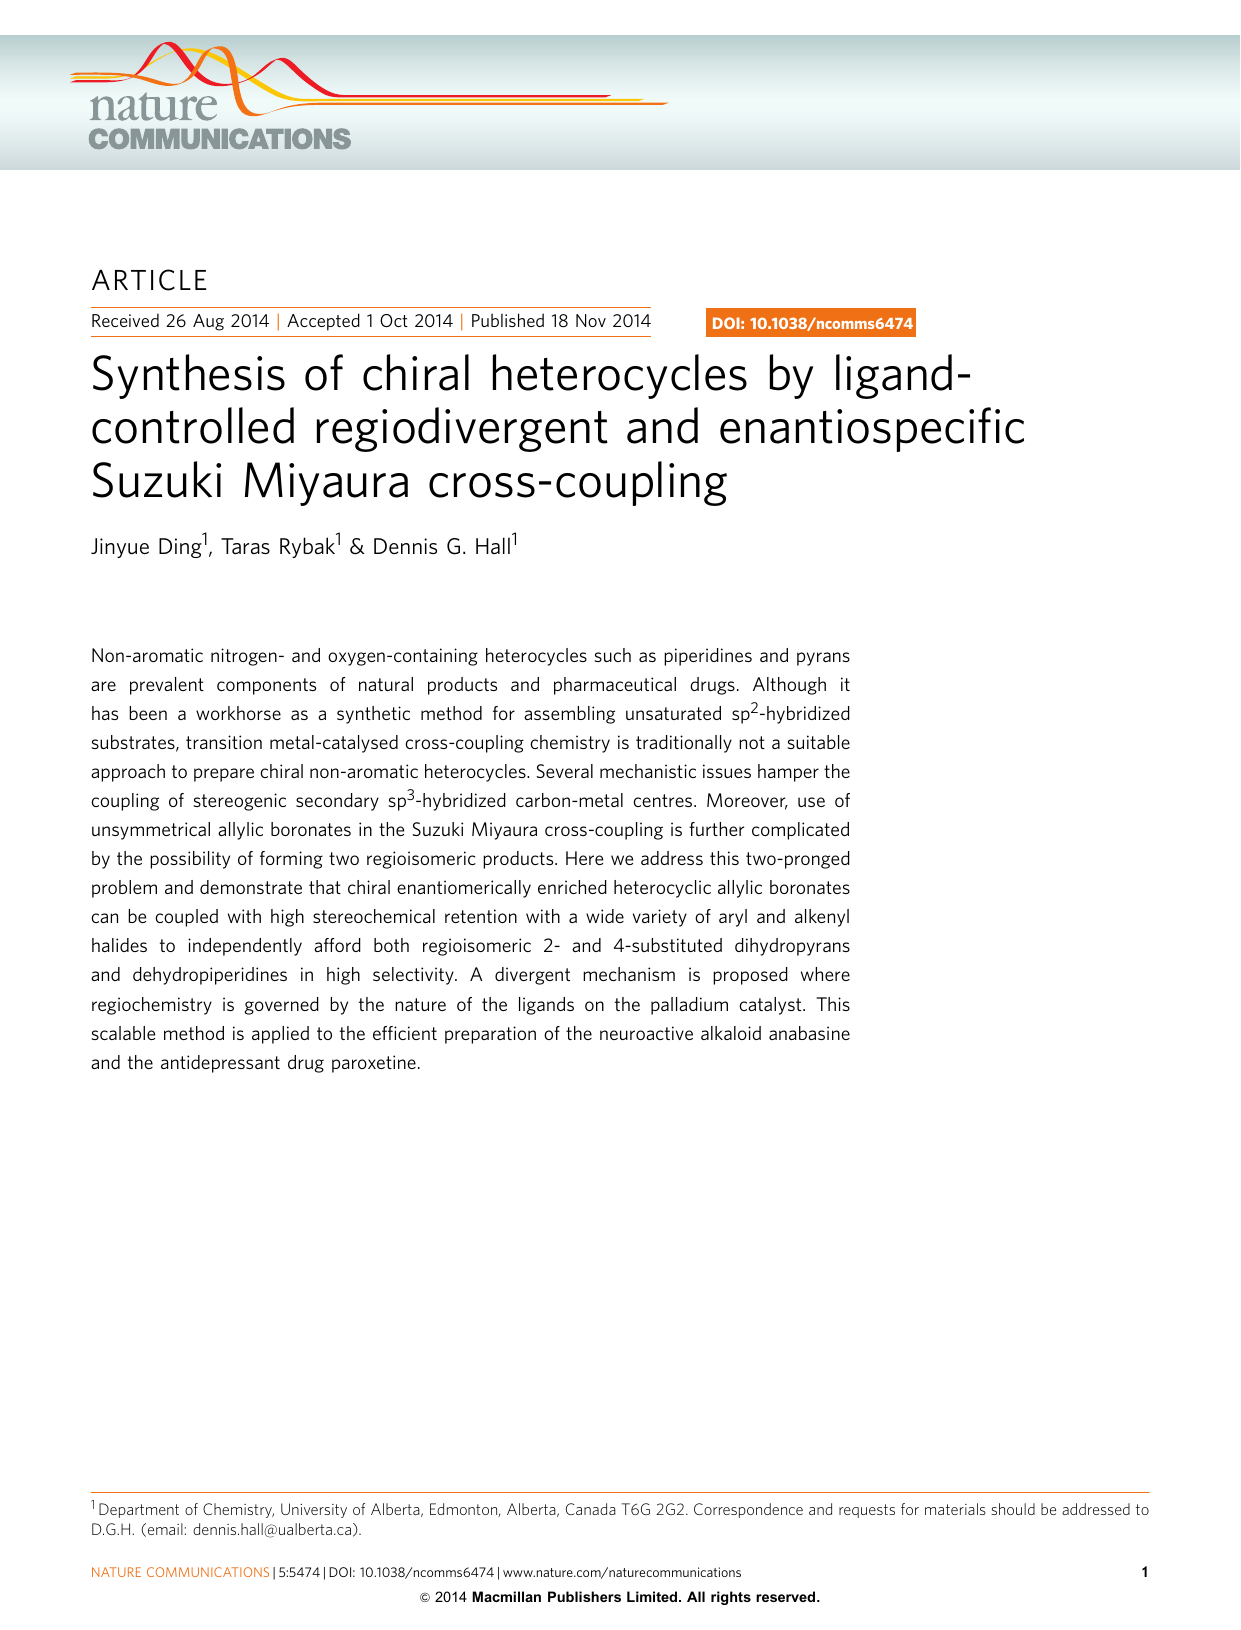 nature
COMMUNICATIONS
ARTICLE
Received 26 Aug 2014 | Accepted 1 Oct 2014 | Published 18 Nov 2014
DOI: 10.1038/ncomms6474
Synthesis of chiral heterocycles by ligand-
controlled regiodivergent and enantiospecific
Suzuki Miyaura cross-coupling
Jinyue Ding1, Taras Rybak1 & Dennis G. Hall1
Non-aromatic nitrogen- and oxygen-containing heterocycles such as piperidines and pyrans
are prevalent components of natural products and pharmaceutical drugs. Although it
has been a workhorse as a synthetic method for assembling unsaturated sp2-hybridized
substrates, transition metal-catalysed cross-coupling chemistry is traditionally not a suitable
approach to prepare chiral non-aromatic heterocycles. Several mechanistic issues hamper the
coupling of stereogenic secondary sp3-hybridized carbon-metal centres. Moreover, use of
unsymmetrical allylic boronates in the Suzuki Miyaura cross-coupling is further complicated
by the possibility of forming two regioisomeric products. Here we address this two-pronged
problem and demonstrate that chiral enantiomerically enriched heterocyclic allylic boronates
can be coupled with high stereochemical retention with a wide variety of aryl and alkenyl
halides to independently afford both regioisomeric 2- and 4-substituted dihydropyrans
and dehydropiperidines in high selectivity. A divergent mechanism is proposed where
regiochemistry is governed by the nature of the ligands on the palladium catalyst. This
scalable method is applied to the efficient preparation of the neuroactive alkaloid anabasine
and the antidepressant drug paroxetine.
1 Department of Chemistry, University of Alberta, Edmonton, Alberta, Canada T6G 2G2. Correspondence and requests for materials should be addressed to
D.G.H. (email: dennis.hall@ualberta.ca).
NATURE COMMUNICATIONS | 5:5474 | DOI: 10.1038/ncomms6474 | www.nature.com/naturecommunications 1
© 2014 Macmillan Publishers Limited. All rights reserved.